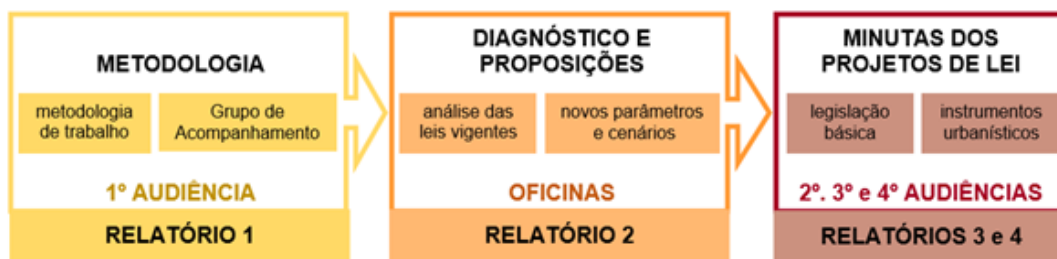 METODOLOGIA
metodologia
de trabalho
Grupo de
Acompanhamento
1º AUDIÊNCIA
RELATÓRIO 1
DIAGNÓSTICO E
PROPOSIÇÕES
análise das
leis vigentes
novos parâmetros
e cenários
OFICINAS
RELATÓRIO 2
MINUTAS DOS
PROJETOS DE LEI
legislação
básica
instrumentos
urbanísticos
2º. 3º e 4º AUDIÊNCIAS
RELATÓRIOS 3 e 4